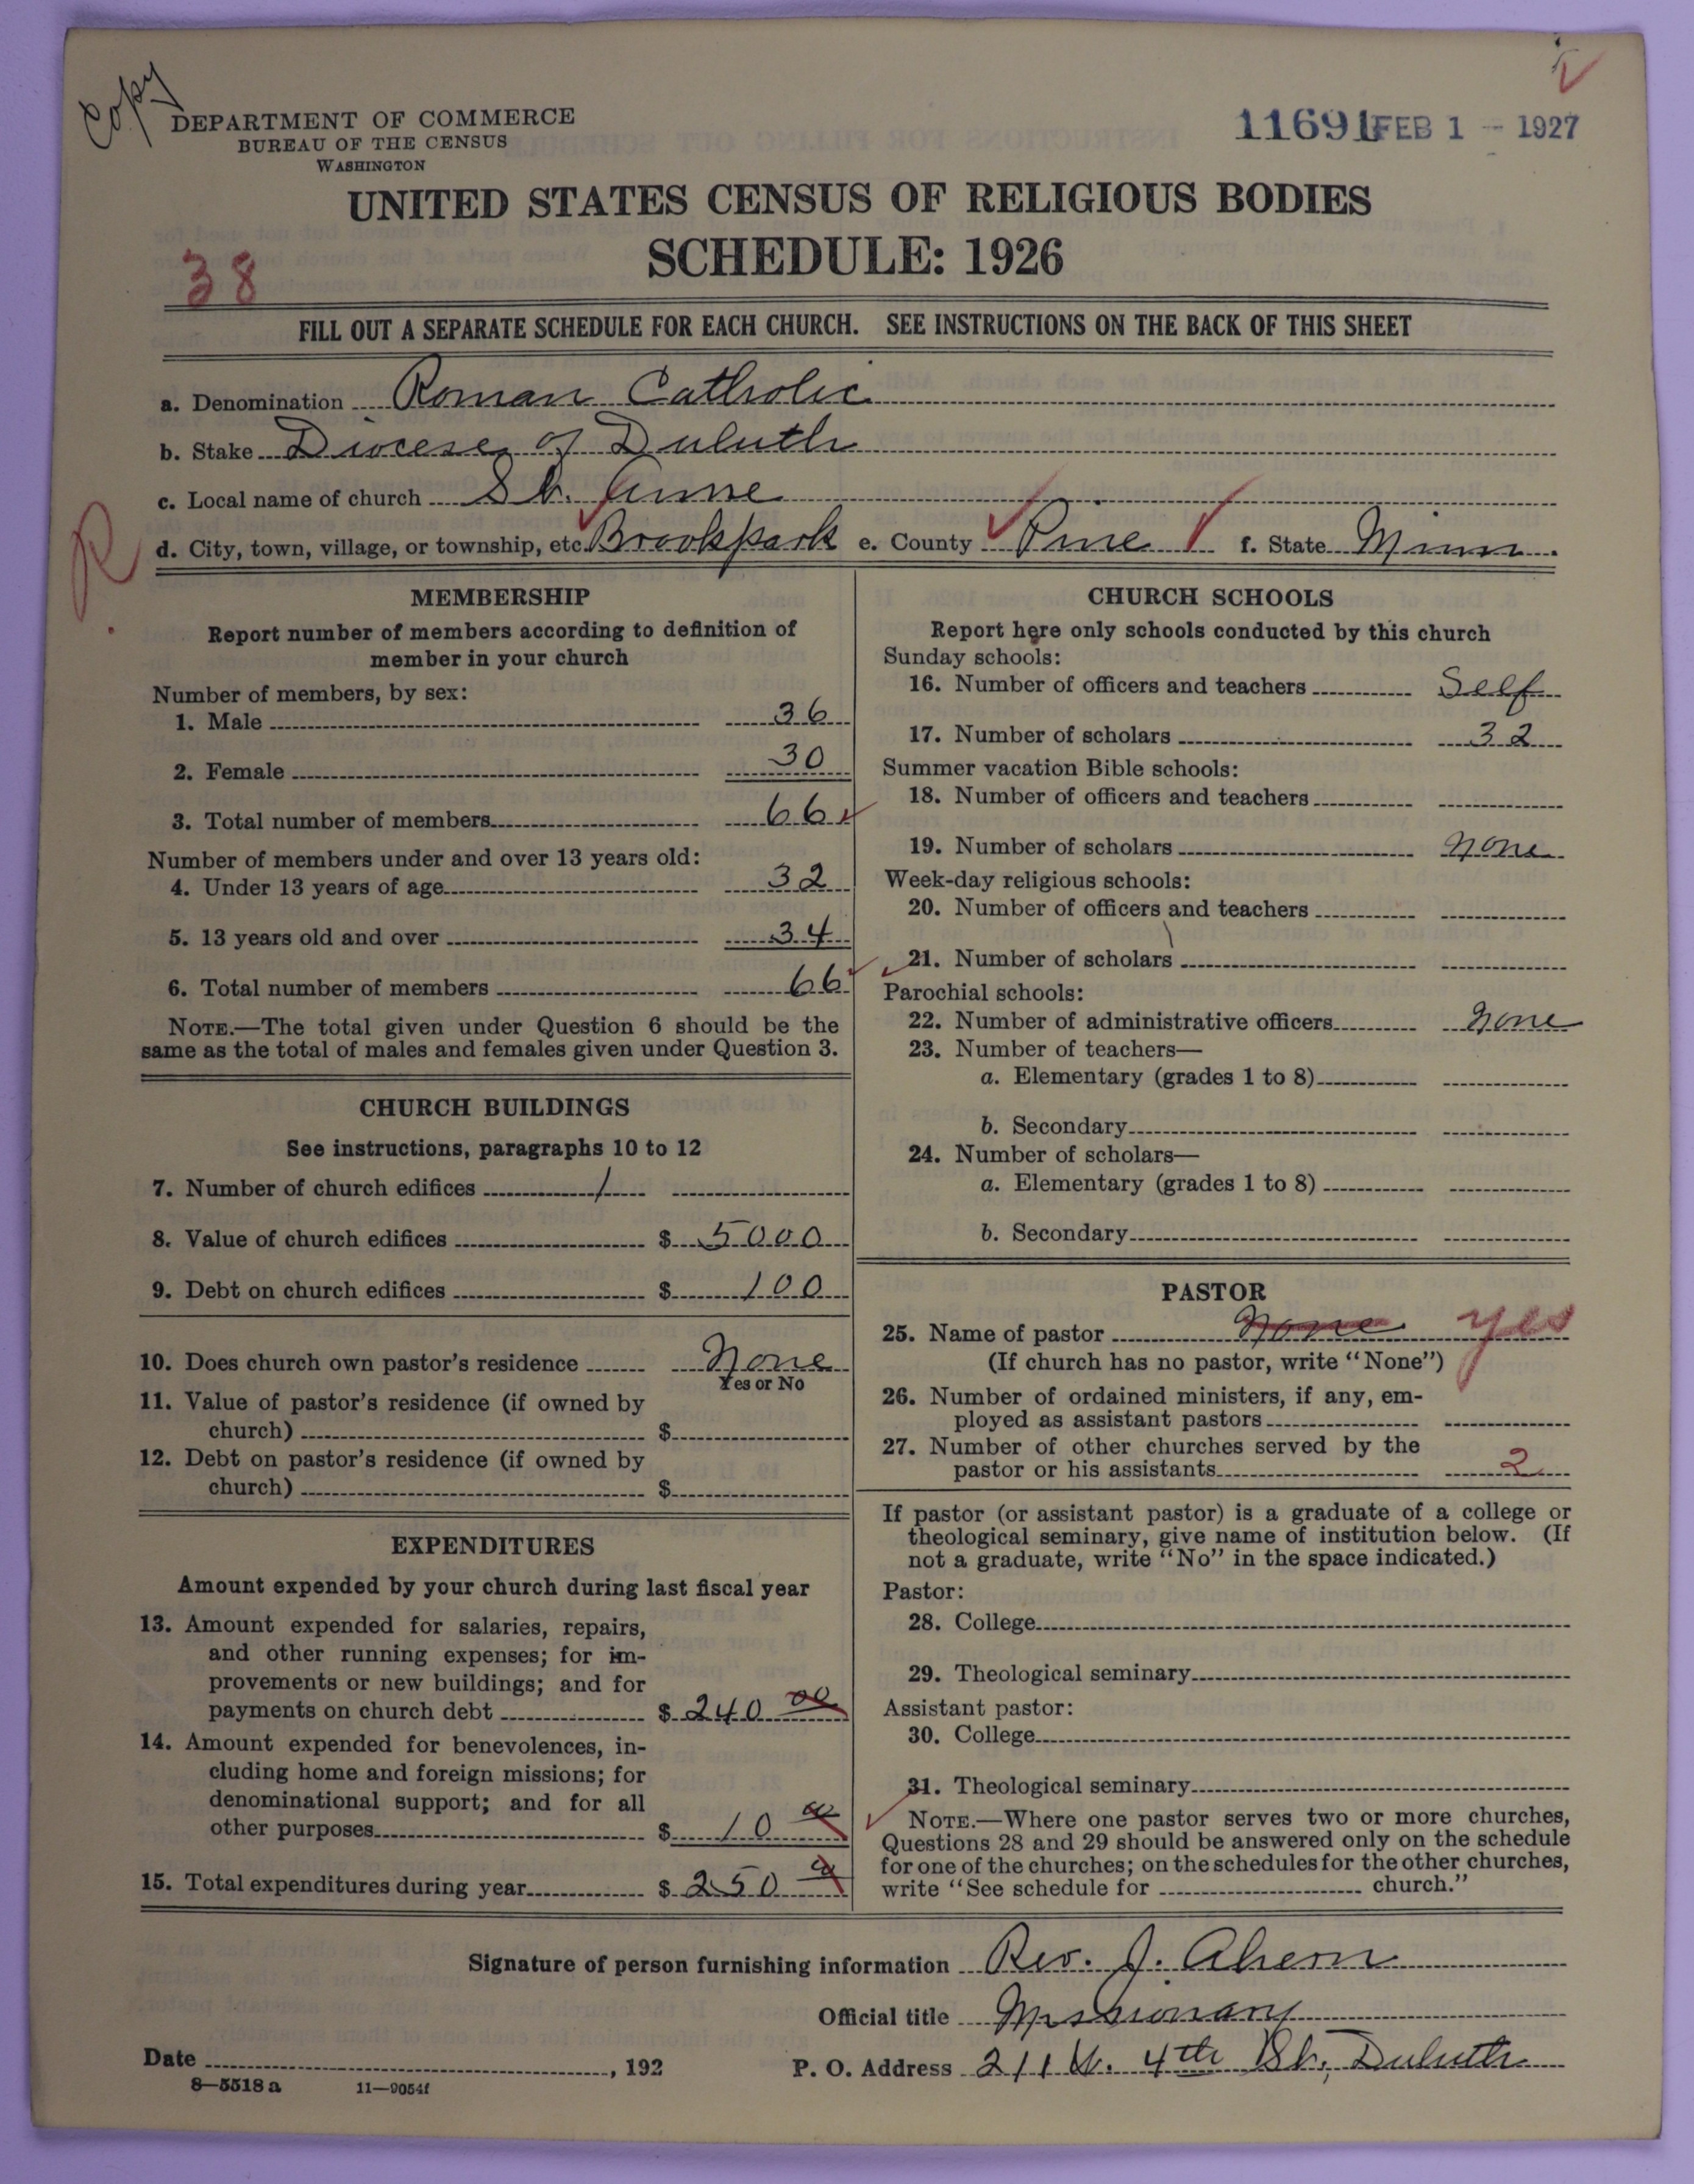 Copy
DEPARTMENT OF COMMERCE
BUREAU OF THE CENSUS
WASHINGTON
11691 FEB 1 - 1927
UNITED STATES CENSUS OF RELIGIOUS BODIES
SCHEDULE: 1926
38
FILL OUT A SEPARATE SCHEDULE FOR EACH CHURCH. SEE INSTRUCTIONS ON THE BACK OF THIS SHEET
a. Denomination Roman Catholic
b. Stake Diocese of Duluth
c. Local name of church St. Anne
R
d. City, town, village, or township, etc. Brookpark e. County Pine f. State Minn.
MEMBERSHIP
Report number of members according to definition of
member in your church
Number of members, by sex:
1. Male 36
2. Female 30
3. Total number of members 66
Number of members under and over 13 years old:
4. Under 13 years of age 32
5. 13 years old and over 34
6. Total number of members 66
NOTE.—The total given under Question 6 should be the
same as the total of males and females given under Question 3.
CHURCH BUILDINGS
See instructions, paragraphs 10 to 12
7. Number of church edifices 1
8. Value of church edifices $ 5000
9. Debt on church edifices $ 100
10. Does church own pastor's residence None
Yes or No
11. Value of pastor's residence (if owned by
church) $
12. Debt on pastor's residence (if owned by
church) $
EXPENDITURES
Amount expended by your church during last fiscal year
13. Amount expended for salaries, repairs,
and other running expenses; for im-
provements or new buildings; and for
payments on church debt $ 240 00
14. Amount expended for benevolences, in-
cluding home and foreign missions; for
denominational support; and for all
other purposes $ 10 00
15. Total expenditures during year $ 250
CHURCH SCHOOLS
Report here only schools conducted by this church
Sunday schools:
16. Number of officers and teachers Self
17. Number of scholars 32
Summer vacation Bible schools:
18. Number of officers and teachers
19. Number of scholars None
Week-day religious schools:
20. Number of officers and teachers
21. Number of scholars
Parochial schools:
22. Number of administrative officers None
23. Number of teachers—
a. Elementary (grades 1 to 8)
b. Secondary
24. Number of scholars—
a. Elementary (grades 1 to 8)
b. Secondary
PASTOR
25. Name of pastor None yes
(If church has no pastor, write "None")
26. Number of ordained ministers, if any, em-
ployed as assistant pastors
27. Number of other churches served by the
pastor or his assistants 2
If pastor (or assistant pastor) is a graduate of a college or
theological seminary, give name of institution below. (If
not a graduate, write "No" in the space indicated.)
Pastor:
28. College
29. Theological seminary
Assistant pastor:
30. College
31. Theological seminary
NOTE.—Where one pastor serves two or more churches,
Questions 28 and 29 should be answered only on the schedule
for one of the churches; on the schedules for the other churches,
write "See schedule for church."
Signature of person furnishing information Rev. J. Ahern
Official title Missionary
Date , 192
P. O. Address 211 W. 4th St., Duluth
8—5518 a 11—9054f